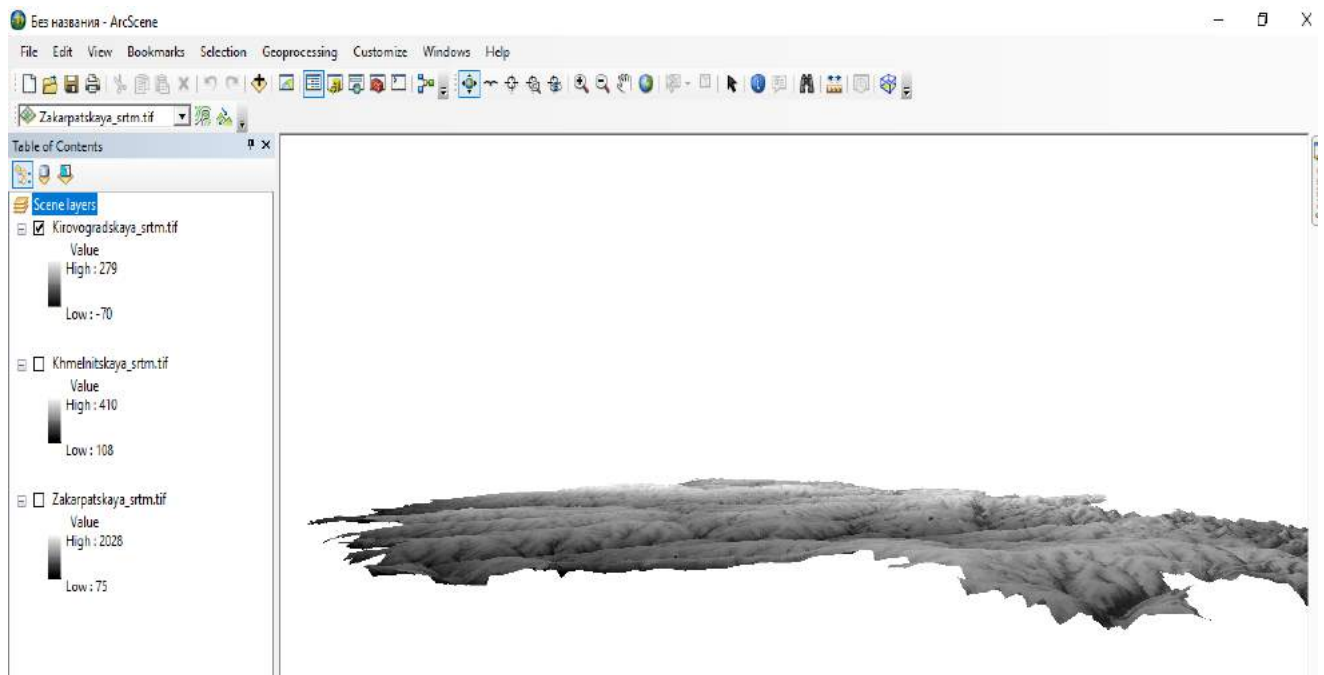 Без названия - ArcScene
File Edit View Bookmarks Selection Geoprocessing Customize Windows Help
Zakarpatskaya_srtm.tif
Table of Contents
Scene layers
Kirovogradskaya_srtm.tif
Value
High : 279
Low : -70
Khmelnitskaya_srtm.tif
Value
High : 410
Low : 108
Zakarpatskaya_srtm.tif
Value
High : 2028
Low : 75